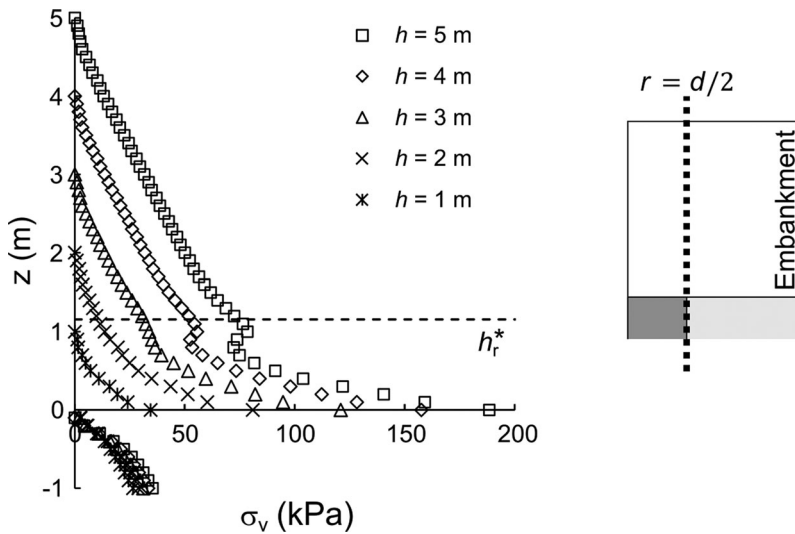 5
4
3
2
1
0
-1
z (m)
0
50
100
150
200
σv (kPa)
h = 5 m
h = 4 m
h = 3 m
h = 2 m
h = 1 m
hr*
r = d/2
Embankment